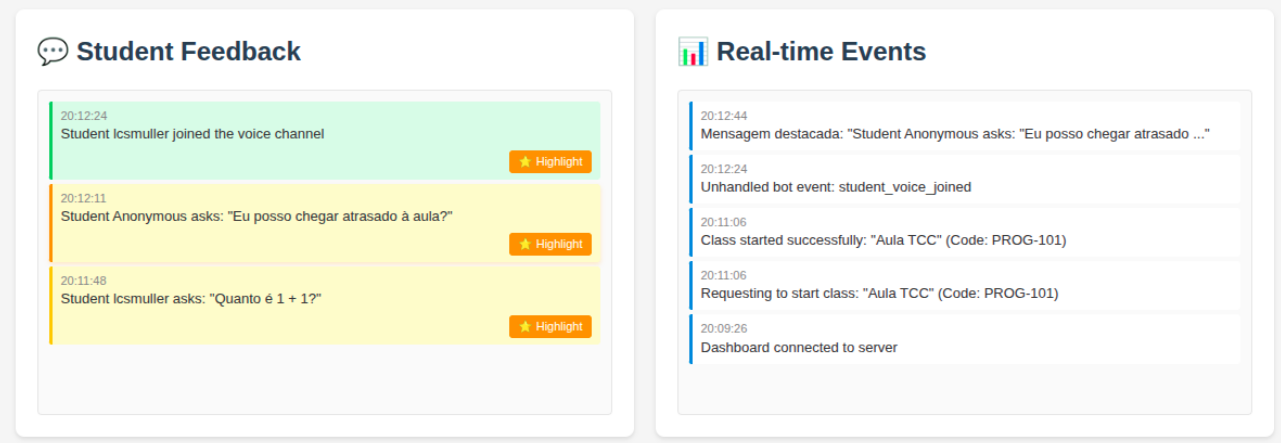 💬 Student Feedback
20:12:24
Student lcsmuller joined the voice channel
⭐ Highlight
20:12:11
Student Anonymous asks: "Eu posso chegar atrasado à aula?"
⭐ Highlight
20:11:48
Student lcsmuller asks: "Quanto é 1 + 1?"
⭐ Highlight
📊 Real-time Events
20:12:44
Mensagem destacada: "Student Anonymous asks: "Eu posso chegar atrasado ..."
20:12:24
Unhandled bot event: student_voice_joined
20:11:06
Class started successfully: "Aula TCC" (Code: PROG-101)
20:11:06
Requesting to start class: "Aula TCC" (Code: PROG-101)
20:09:26
Dashboard connected to server